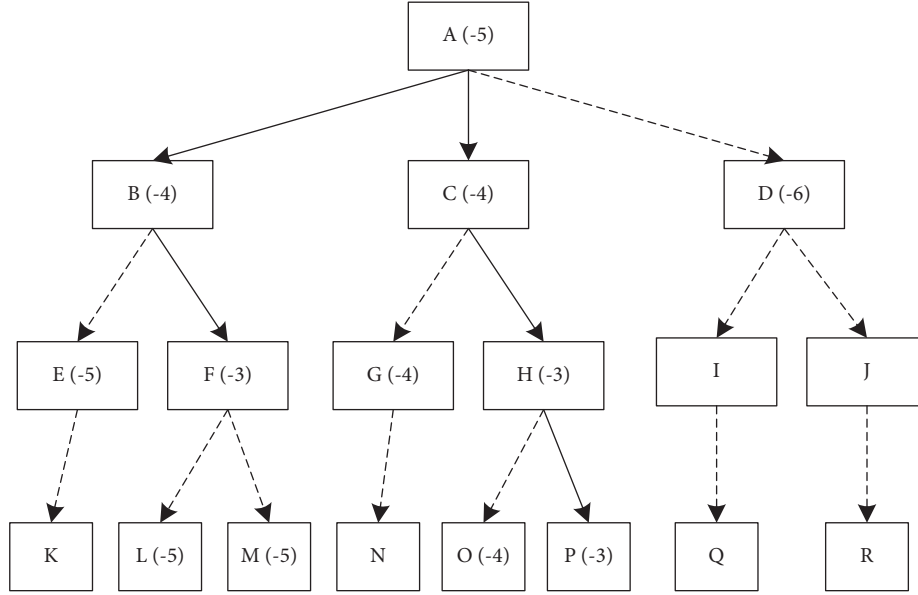 A (-5)
B (-4)
C (-4)
D (-6)
E (-5)
F (-3)
G (-4)
H (-3)
I
J
K
L (-5)
M (-5)
N
O (-4)
P (-3)
Q
R